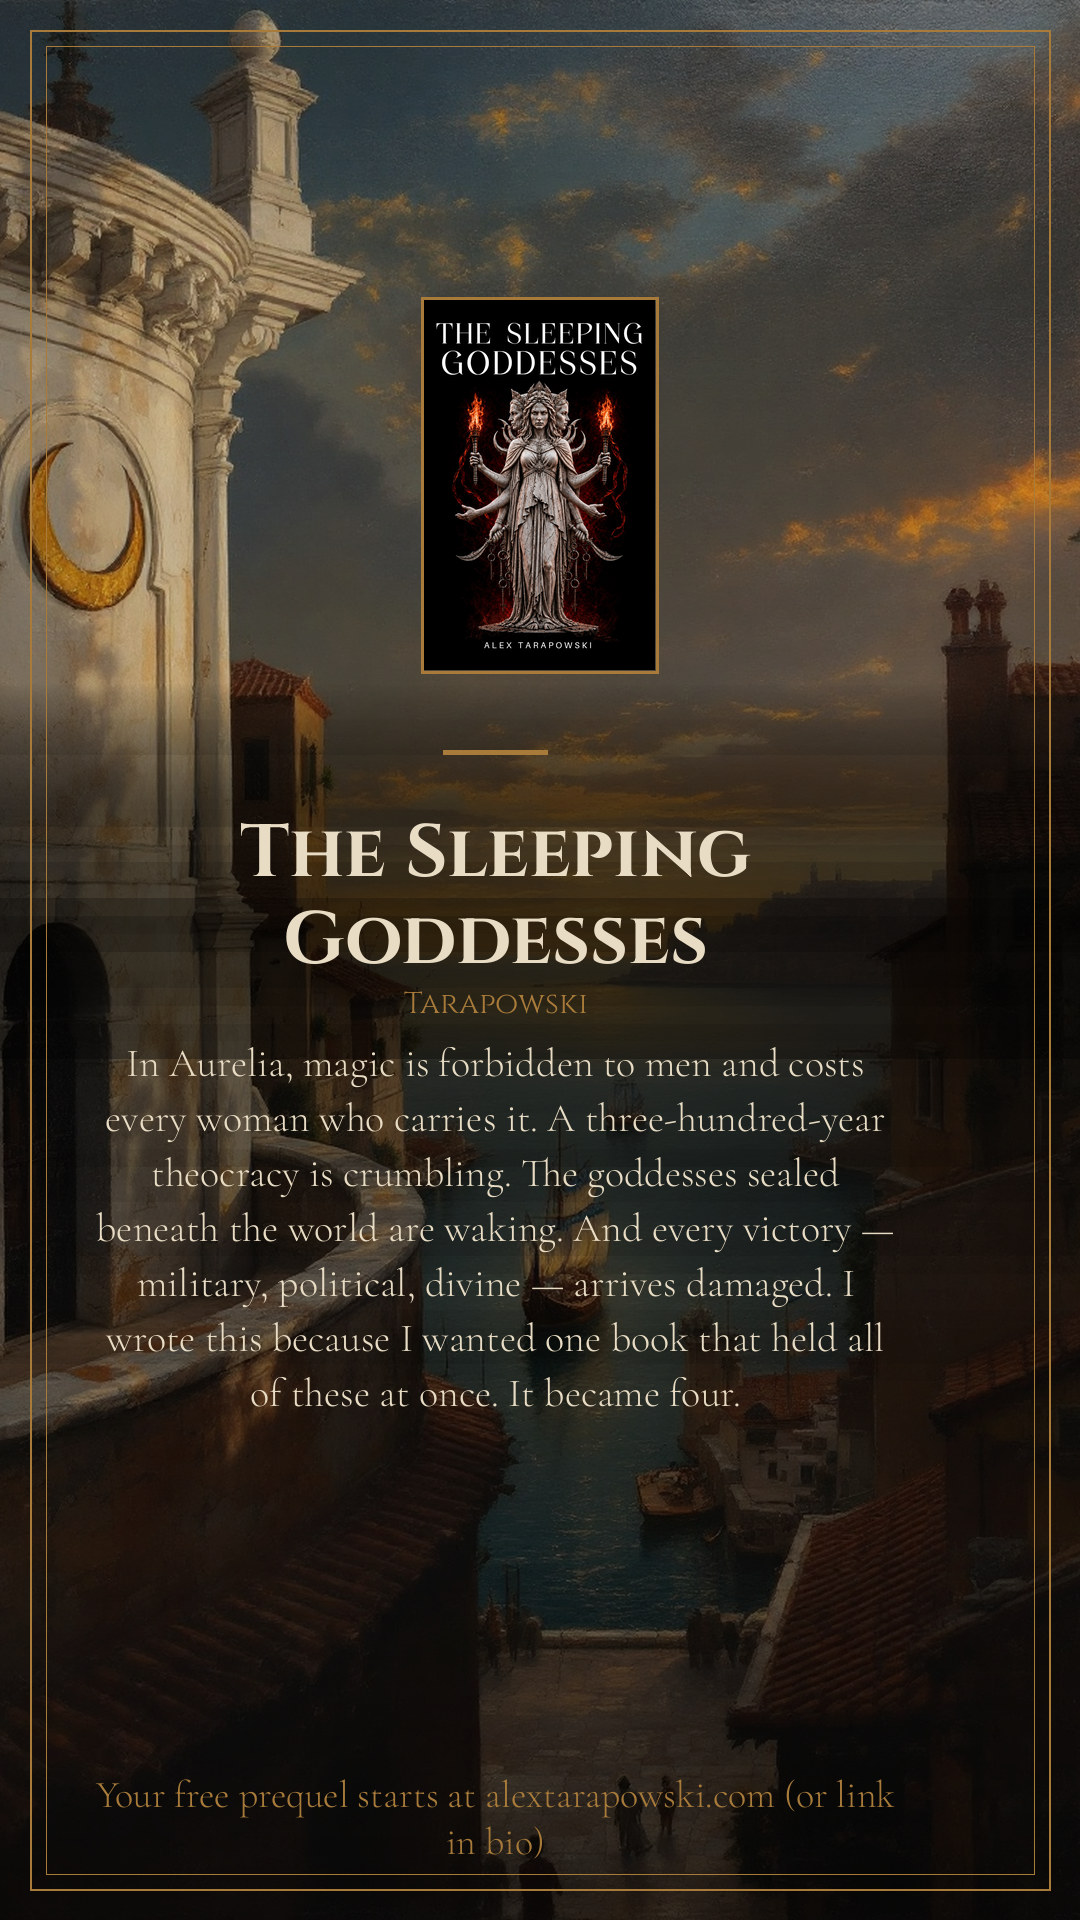 THE SLEEPING
GODDESSES
ALEX TARAPOWSKI
The Sleeping
Goddesses
Tarapowski
In Aurelia, magic is forbidden to men and costs
every woman who carries it. A three-hundred-year
theocracy is crumbling. The goddesses sealed
beneath the world are waking. And every victory —
military, political, divine — arrives damaged. I
wrote this because I wanted one book that held all
of these at once. It became four.
Your free prequel starts at alextarapowski.com (or link
in bio)